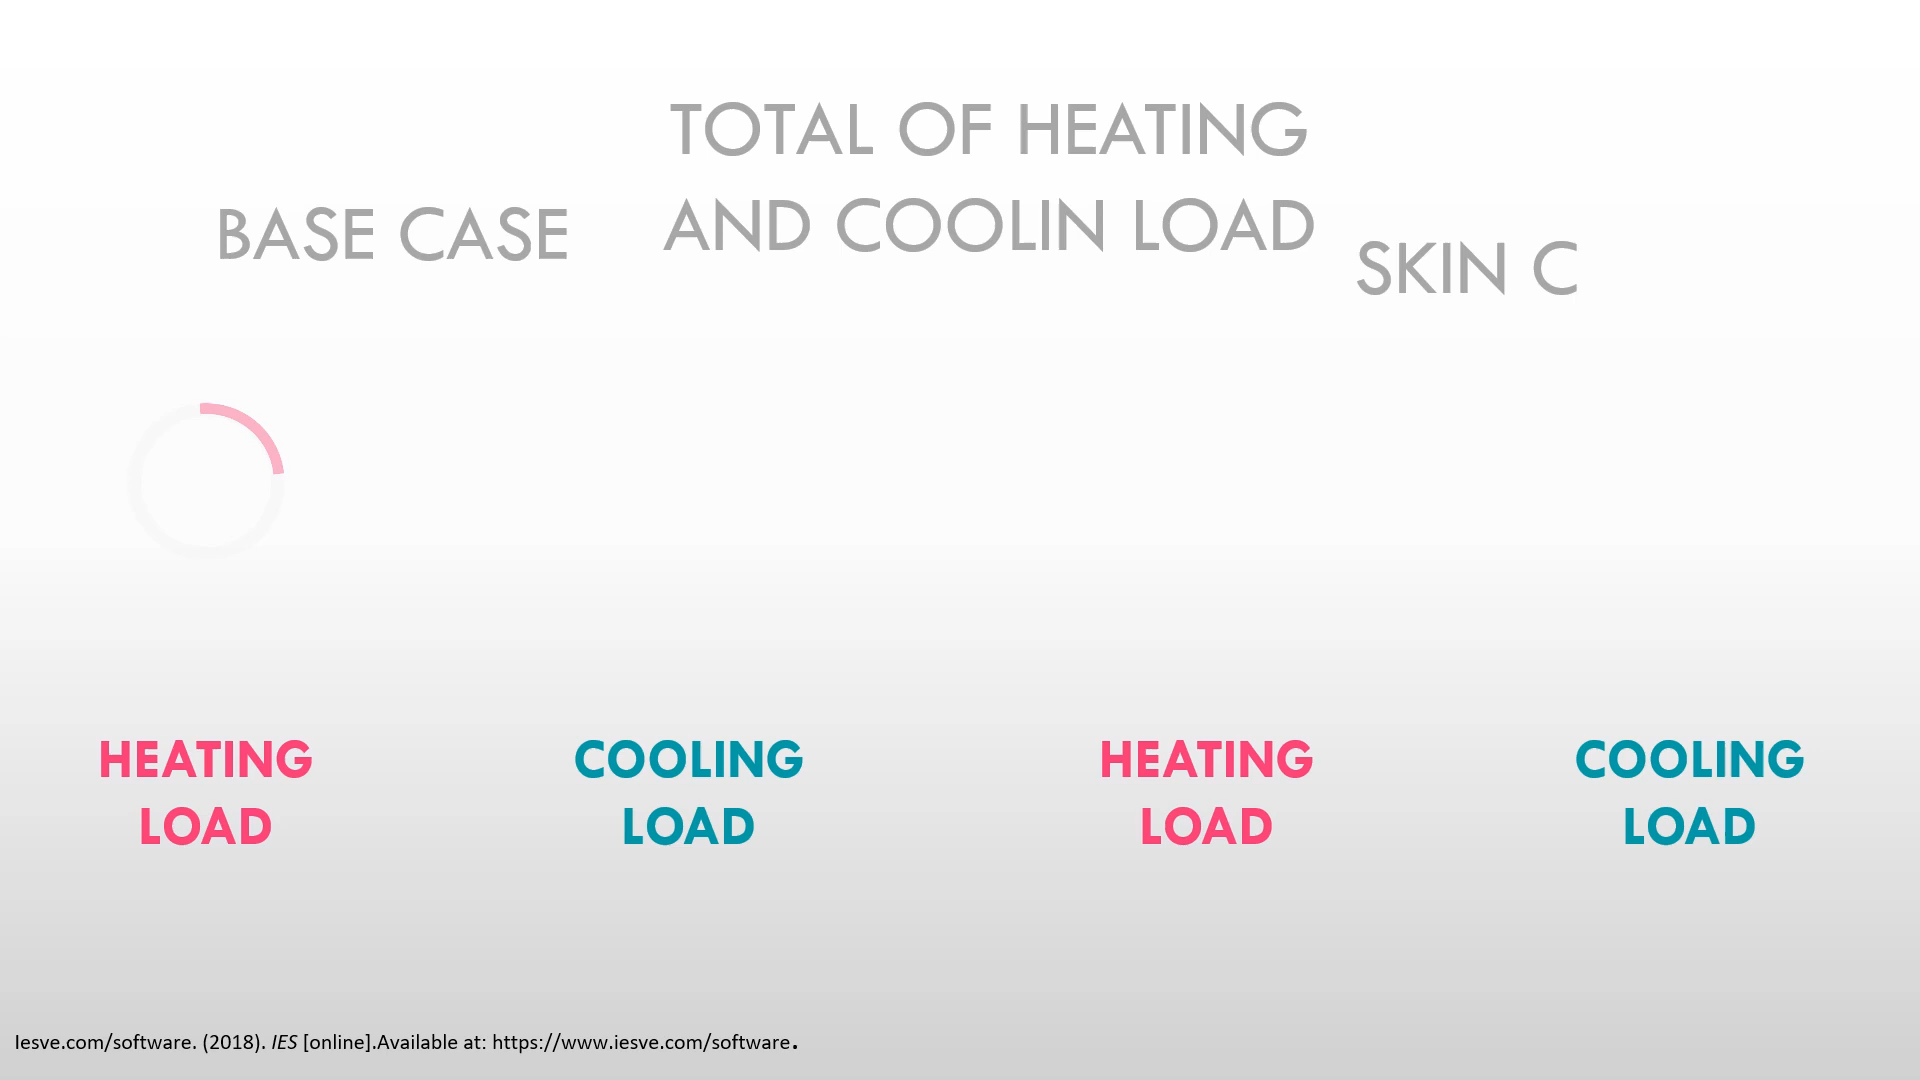 TOTAL OF HEATING
AND COOLIN LOAD
BASE CASE
SKIN C
HEATING
LOAD
COOLING
LOAD
HEATING
LOAD
COOLING
LOAD
Iesve.com/software. (2018). IES [online].Available at: https://www.iesve.com/software.